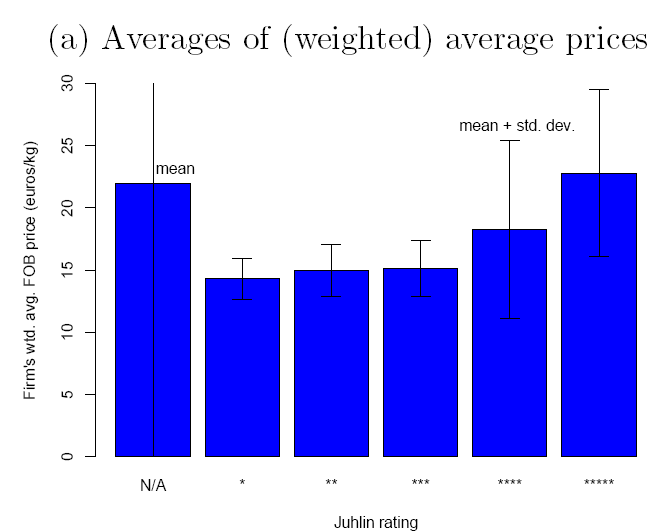 (a) Averages of (weighted) average prices
Firm's wtd. avg. FOB price (euros/kg)
30
25
20
15
10
5
0
mean
mean + std. dev.
N/A * ** *** **** *****
Juhlin rating